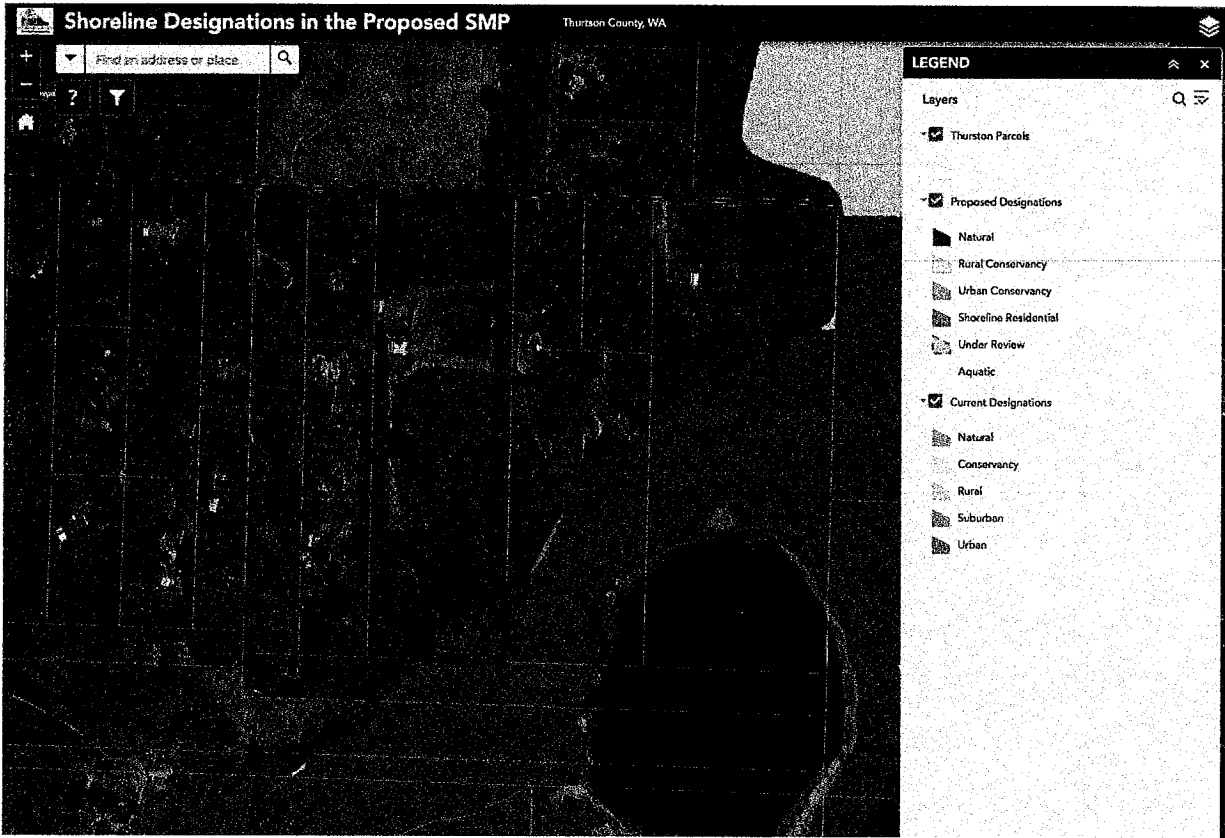 Shoreline Designations in the Proposed SMP
Thurtson County, WA
Find an address or place
?
LEGEND
Layers
Thurston Parcels
Proposed Designations
Natural
Rural Conservancy
Urban Conservancy
Shoreline Residential
Under Review
Aquatic
Current Designations
Natural
Conservancy
Rural
Suburban
Urban